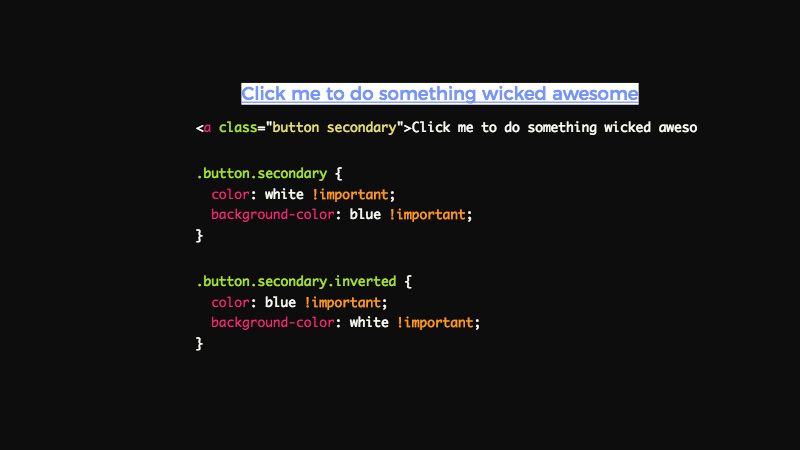 Click me to do something wicked awesome
<a class="button secondary">Click me to do something wicked aweso
.button.secondary {
  color: white !important;
  background-color: blue !important;
}
.button.secondary.inverted {
  color: blue !important;
  background-color: white !important;
}